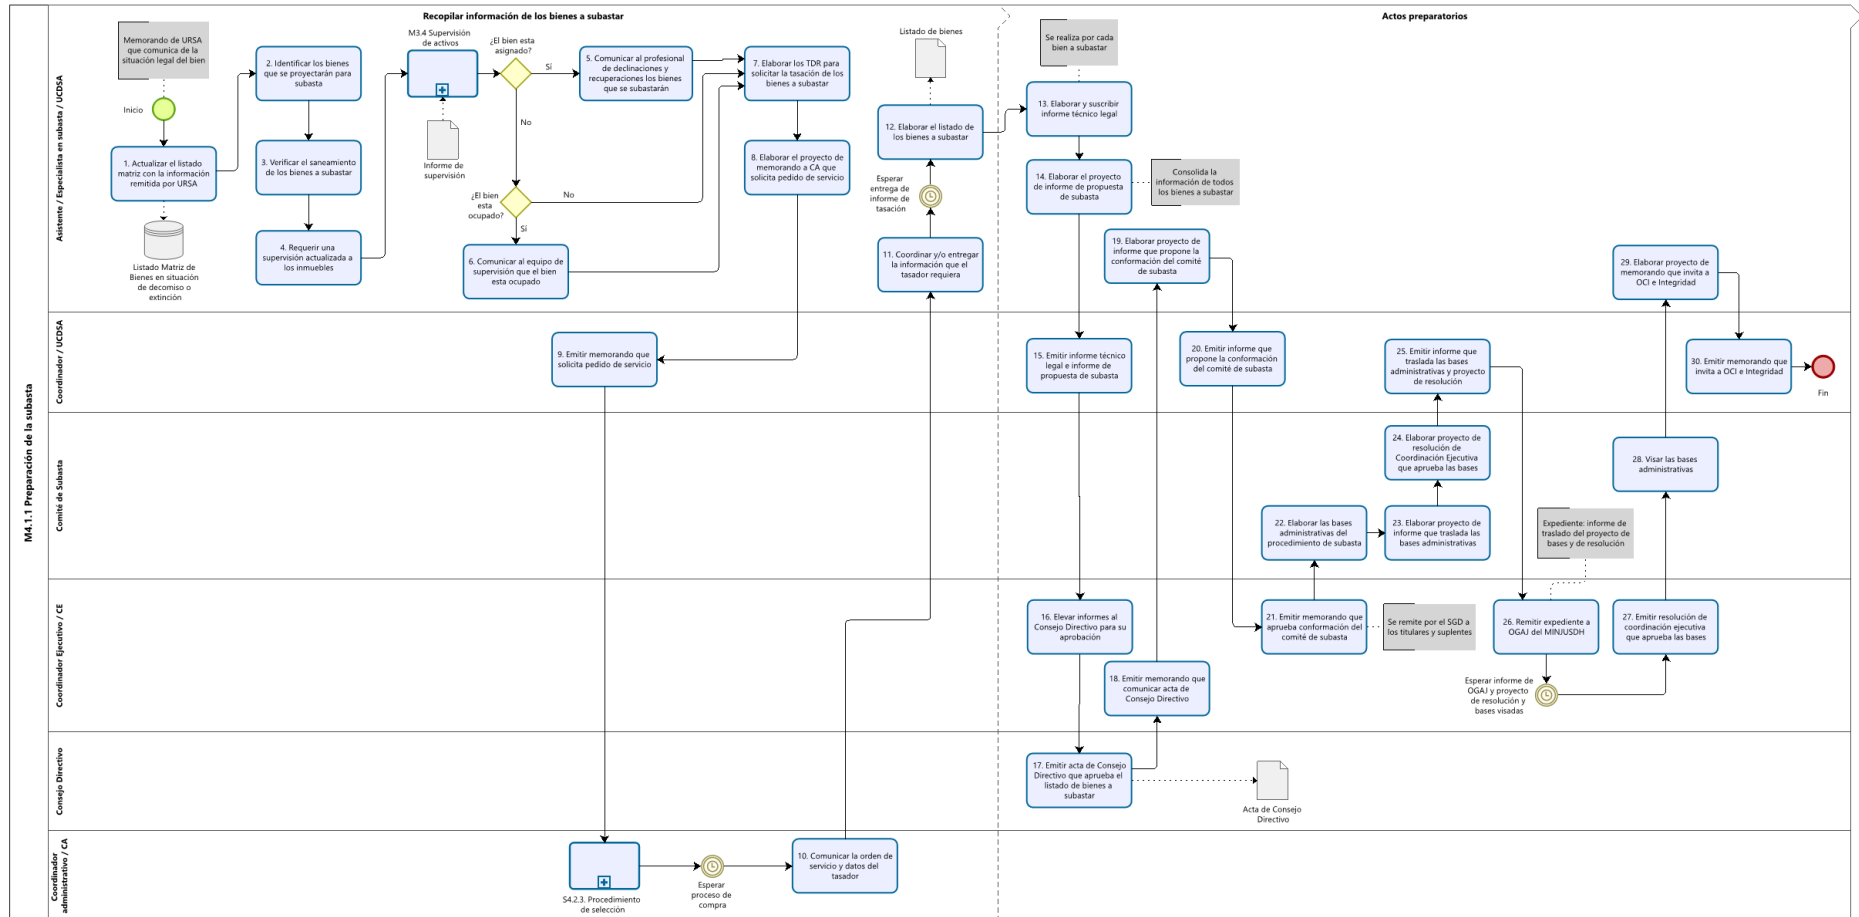 M4.1.1 Preparación de la subasta
Recopilar información de los bienes a subastar
Actos preparatorios
Asistente / Especialista en subasta / UCDSA
Memorando de URSA
que comunica de la
situación legal del bien
Inicio
1. Actualizar el listado
matriz con la información
remitida por URSA
Listado Matriz de
Bienes en situación
de decomiso o
extinción
2. Identificar los bienes
que se proyectarán para
subasta
3. Verificar el saneamiento
de los bienes a subastar
4. Requerir una
supervisión actualizada a
los inmuebles
M3.4 Supervisión
de activos
Informe de
supervisión
¿El bien esta
asignado?
Sí
No
¿El bien
esta
ocupado?
No
Sí
5. Comunicar al profesional
de declinaciones y
recuperaciones los bienes
que se subastarán
6. Comunicar al equipo de
supervisión que el bien
esta ocupado
7. Elaborar los TDR para
solicitar la tasación de los
bienes a subastar
8. Elaborar el proyecto de
memorando a CA que
solicita pedido de servicio
Listado de bienes
12. Elaborar el listado de
los bienes a subastar
Esperar
entrega de
informe de
tasación
11. Coordinar y/o entregar
la información que el
tasador requiera
Se realiza por cada
bien a subastar
13. Elaborar y suscribir
informe técnico legal
14. Elaborar el proyecto
de informe de propuesta
de subasta
Consolida la
información de todos
los bienes a subastar
19. Elaborar proyecto de
informe que propone la
conformación del comité
de subasta
29. Elaborar proyecto de
memorando que invita a
OCI e Integridad
Coordinador / UCDSA
9. Emitir memorando que
solicita pedido de servicio
15. Emitir informe técnico
legal e informe de
propuesta de subasta
20. Emitir informe que
propone la conformación
del comité de subasta
25. Emitir informe que
traslada las bases
administrativas y proyecto
de resolución
30. Emitir memorando que
invita a OCI e Integridad
Fin
Comité de Subasta
24. Elaborar proyecto de
resolución de
Coordinación Ejecutiva
que aprueba las bases
22. Elaborar las bases
administrativas del
procedimiento de subasta
23. Elaborar proyecto de
informe que traslada las
bases administrativas
28. Visar las bases
administrativas
Expediente: informe de
traslado del proyecto de
bases y de resolución
Coordinador Ejecutivo / CE
16. Elevar informes al
Consejo Directivo para su
aprobación
18. Emitir memorando que
comunicar acta de
Consejo Directivo
21. Emitir memorando que
aprueba conformación del
comité de subasta
Se remite por el SGD a
los titulares y suplentes
26. Remitir expediente a
OGAJ del MINJUSDH
Esperar informe de
OGAJ y proyecto
de resolución y
bases visadas
27. Emitir resolución de
coordinación ejecutiva
que aprueba las bases
Consejo Directivo
17. Emitir acta de Consejo
Directivo que aprueba el
listado de bienes a
subastar
Acta de Consejo
Directivo
Coordinador
administrativo / CA
S4.2.3. Procedimiento
de selección
Esperar
proceso de
compra
10. Comunicar la orden de
servicio y datos del
tasador